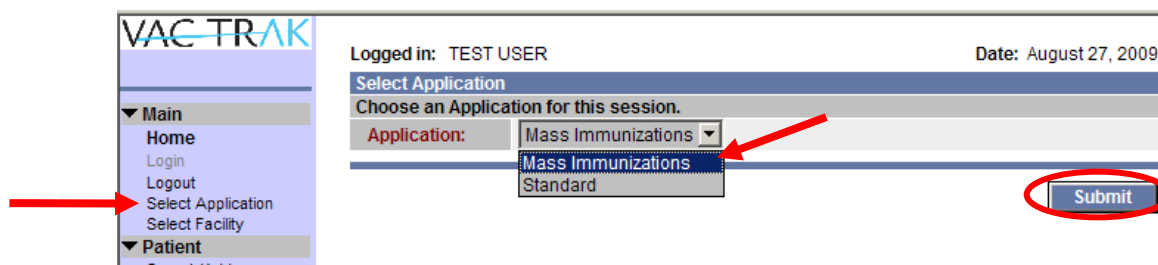 VAC TRAK
Logged in: TEST USER
Date: August 27, 2009
Select Application
Choose an Application for this session.
Application:
Mass Immunizations
Mass Immunizations
Standard
Submit
Main
Home
Login
Logout
Select Application
Select Facility
Patient